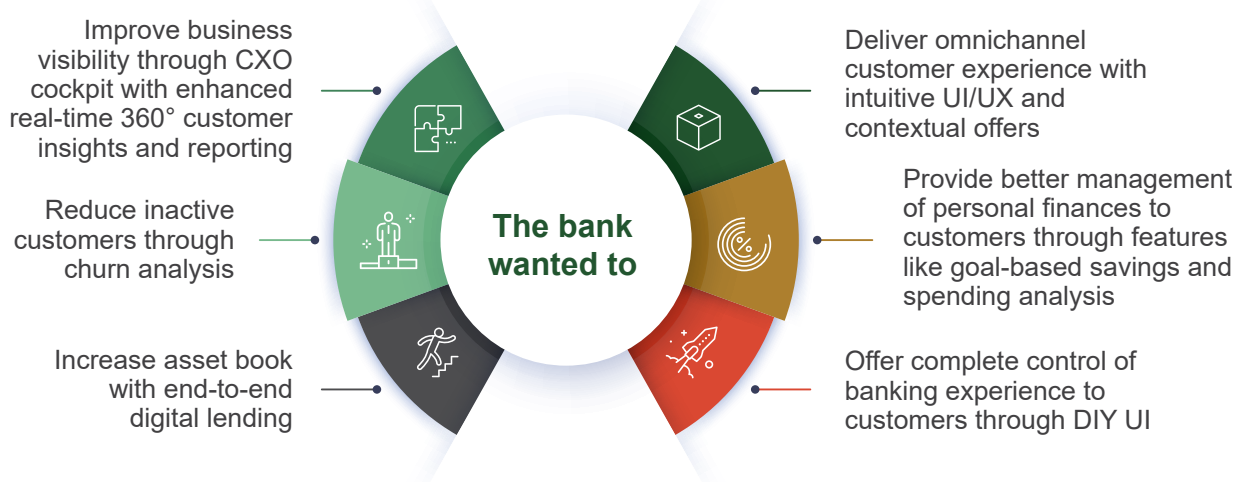 Improve business
visibility through CXO
cockpit with enhanced
real-time 360° customer
insights and reporting
Reduce inactive
customers through
churn analysis
Increase asset book
with end-to-end
digital lending
The bank
wanted to
Deliver omnichannel
customer experience with
intuitive UI/UX and
contextual offers
Provide better management
of personal finances to
customers through features
like goal-based savings and
spending analysis
Offer complete control of
banking experience to
customers through DIY UI
%